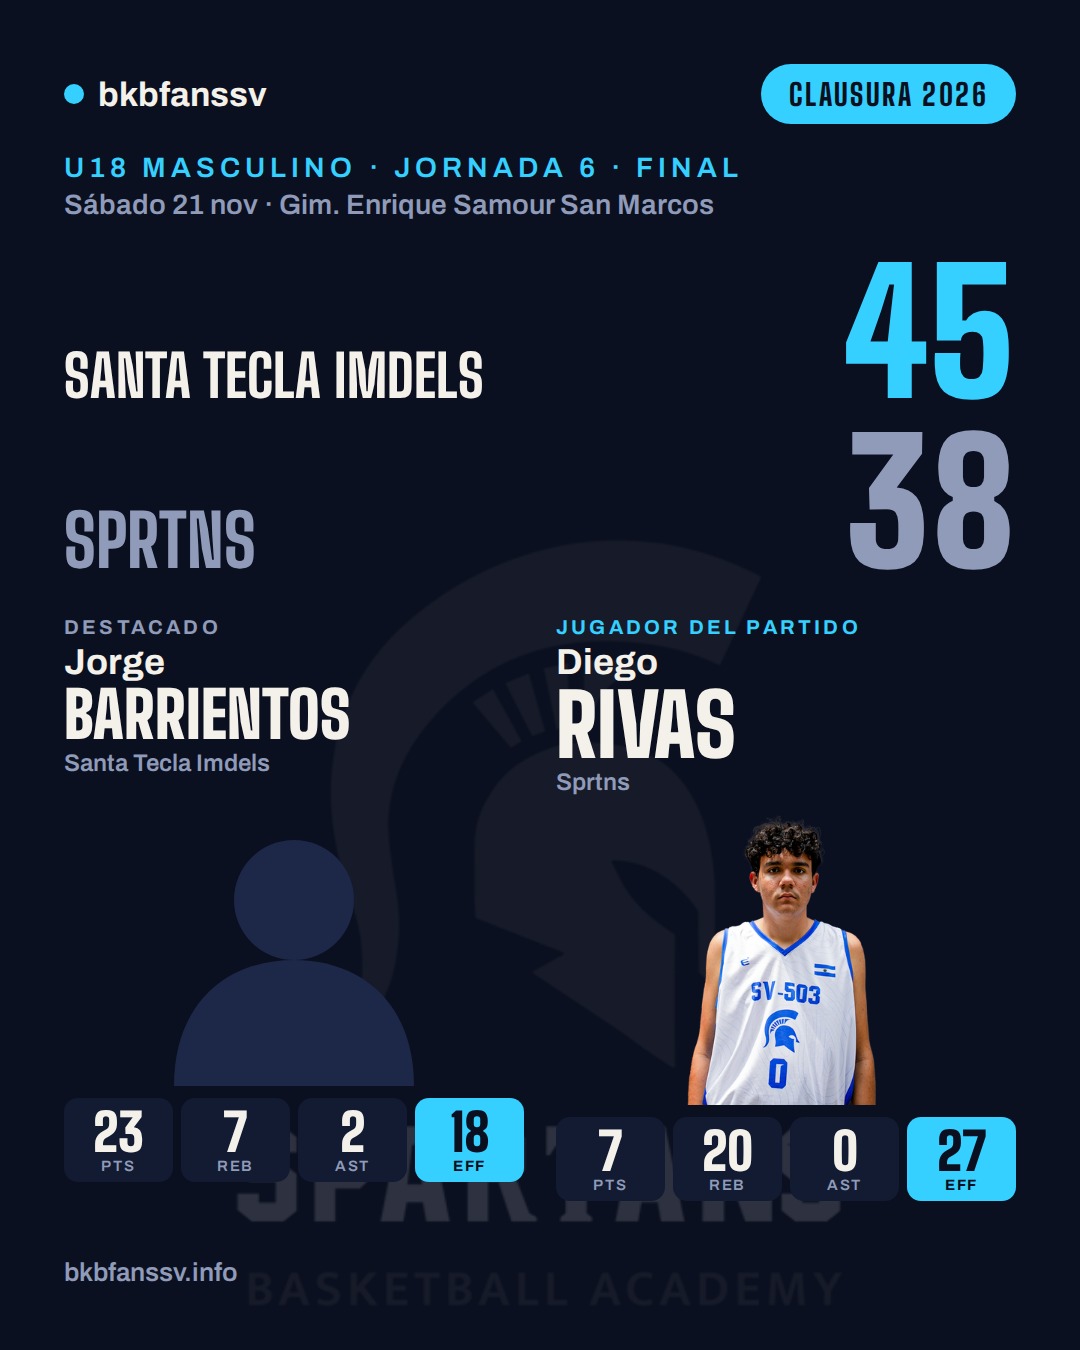 bkbfanssv
CLAUSURA 2026
U18 MASCULINO · JORNADA 6 · FINAL
Sábado 21 nov · Gim. Enrique Samour San Marcos
45
SANTA TECLA IMDELS
38
SPRTNS
DESTACADO
Jorge
BARRIENTOS
Santa Tecla Imdels
JUGADOR DEL PARTIDO
Diego
RIVAS
Sprtns
SV-503
0
23 7 2 18
PTS REB AST EFF
7 20 0 27
PTS REB AST EFF
SPARTANS
bkbfanssv.info
BASKETBALL ACADEMY